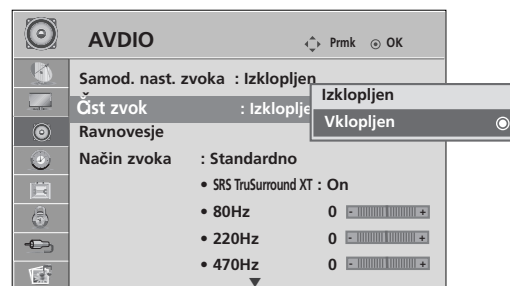 AVDIO Prmk OK
Samod. nast. zvoka : Izklopljen
Čist zvok : Izkloplje
Izklopljen
Vklopljen
Ravnovesje
Način zvoka : Standardno
• SRS TruSurround XT : On
• 80Hz 0 - +
• 220Hz 0 - +
• 470Hz 0 - +